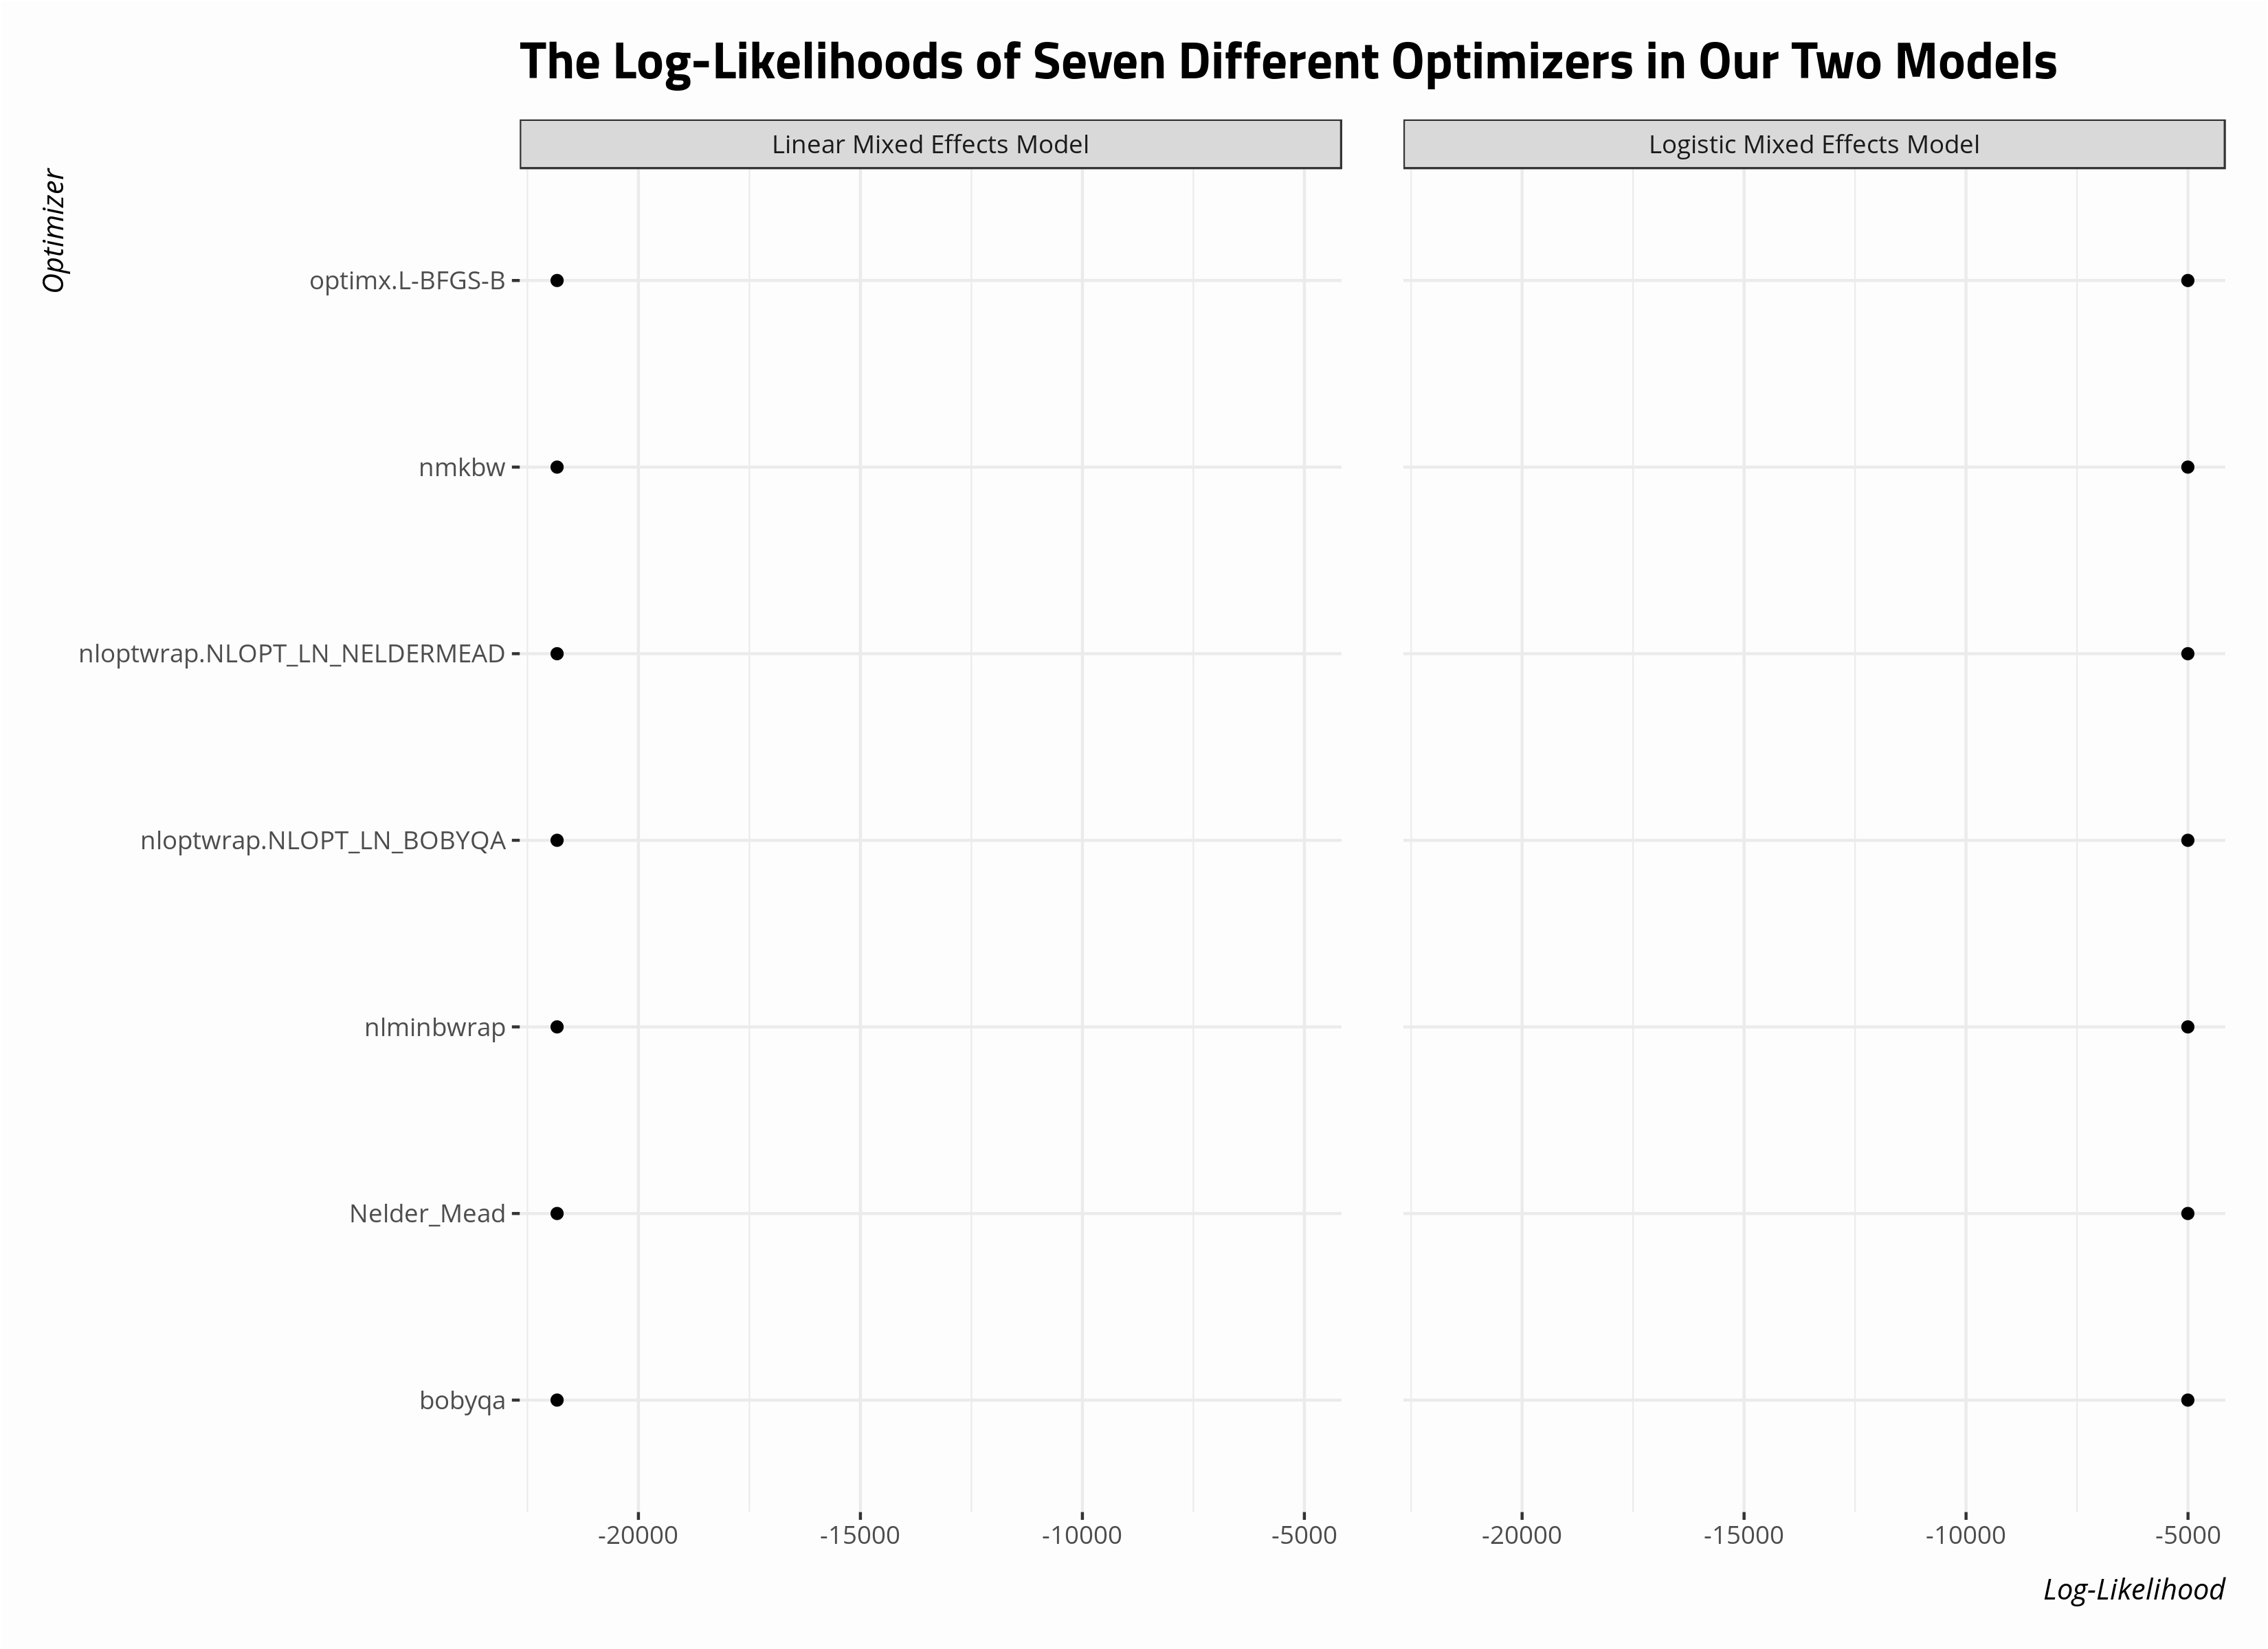 The Log-Likelihoods of Seven Different Optimizers in Our Two Models
Linear Mixed Effects Model
Logistic Mixed Effects Model
Optimizer
optimx.L-BFGS-B
nmkbw
nloptwrap.NLOPT_LN_NELDERMEAD
nloptwrap.NLOPT_LN_BOBYQA
nlminbwrap
Nelder_Mead
bobyqa
-20000 -15000 -10000 -5000
-20000 -15000 -10000 -5000
Log-Likelihood